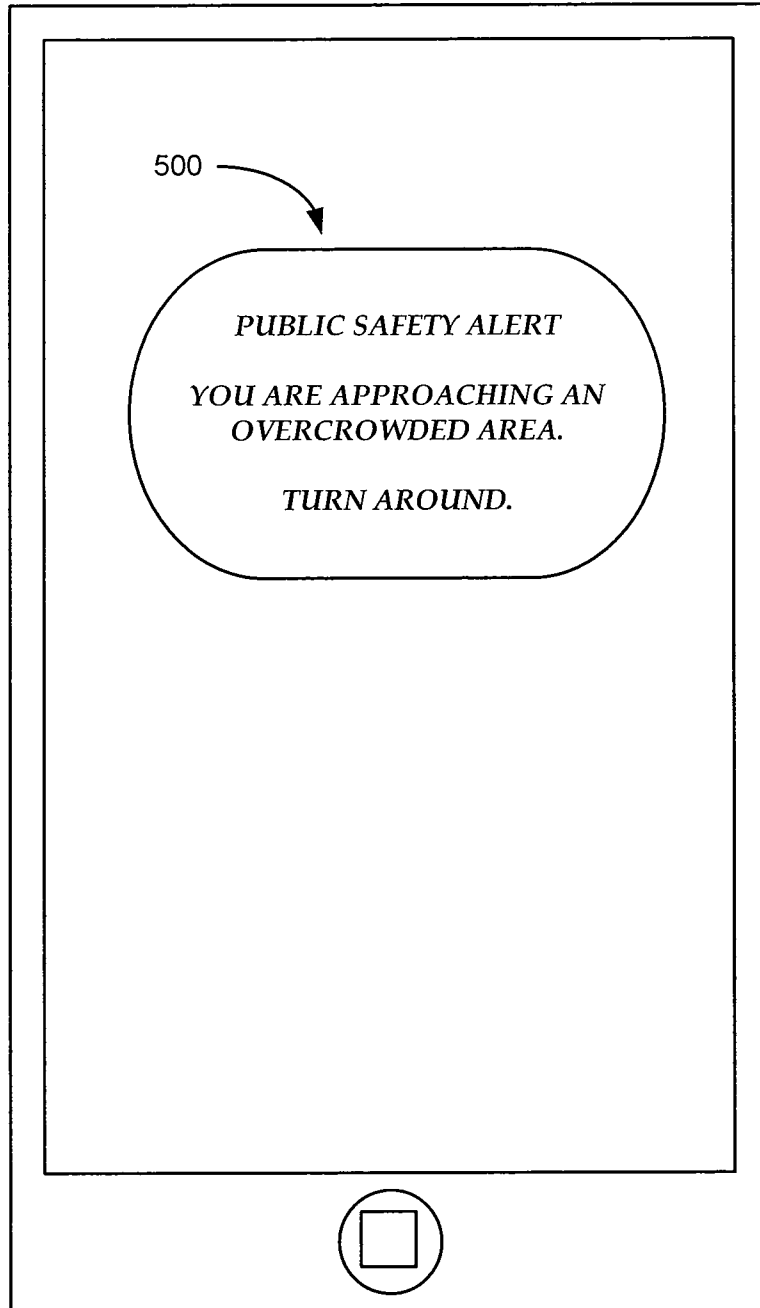 500
PUBLIC SAFETY ALERT
YOU ARE APPROACHING AN
OVERCROWDED AREA.
TURN AROUND.